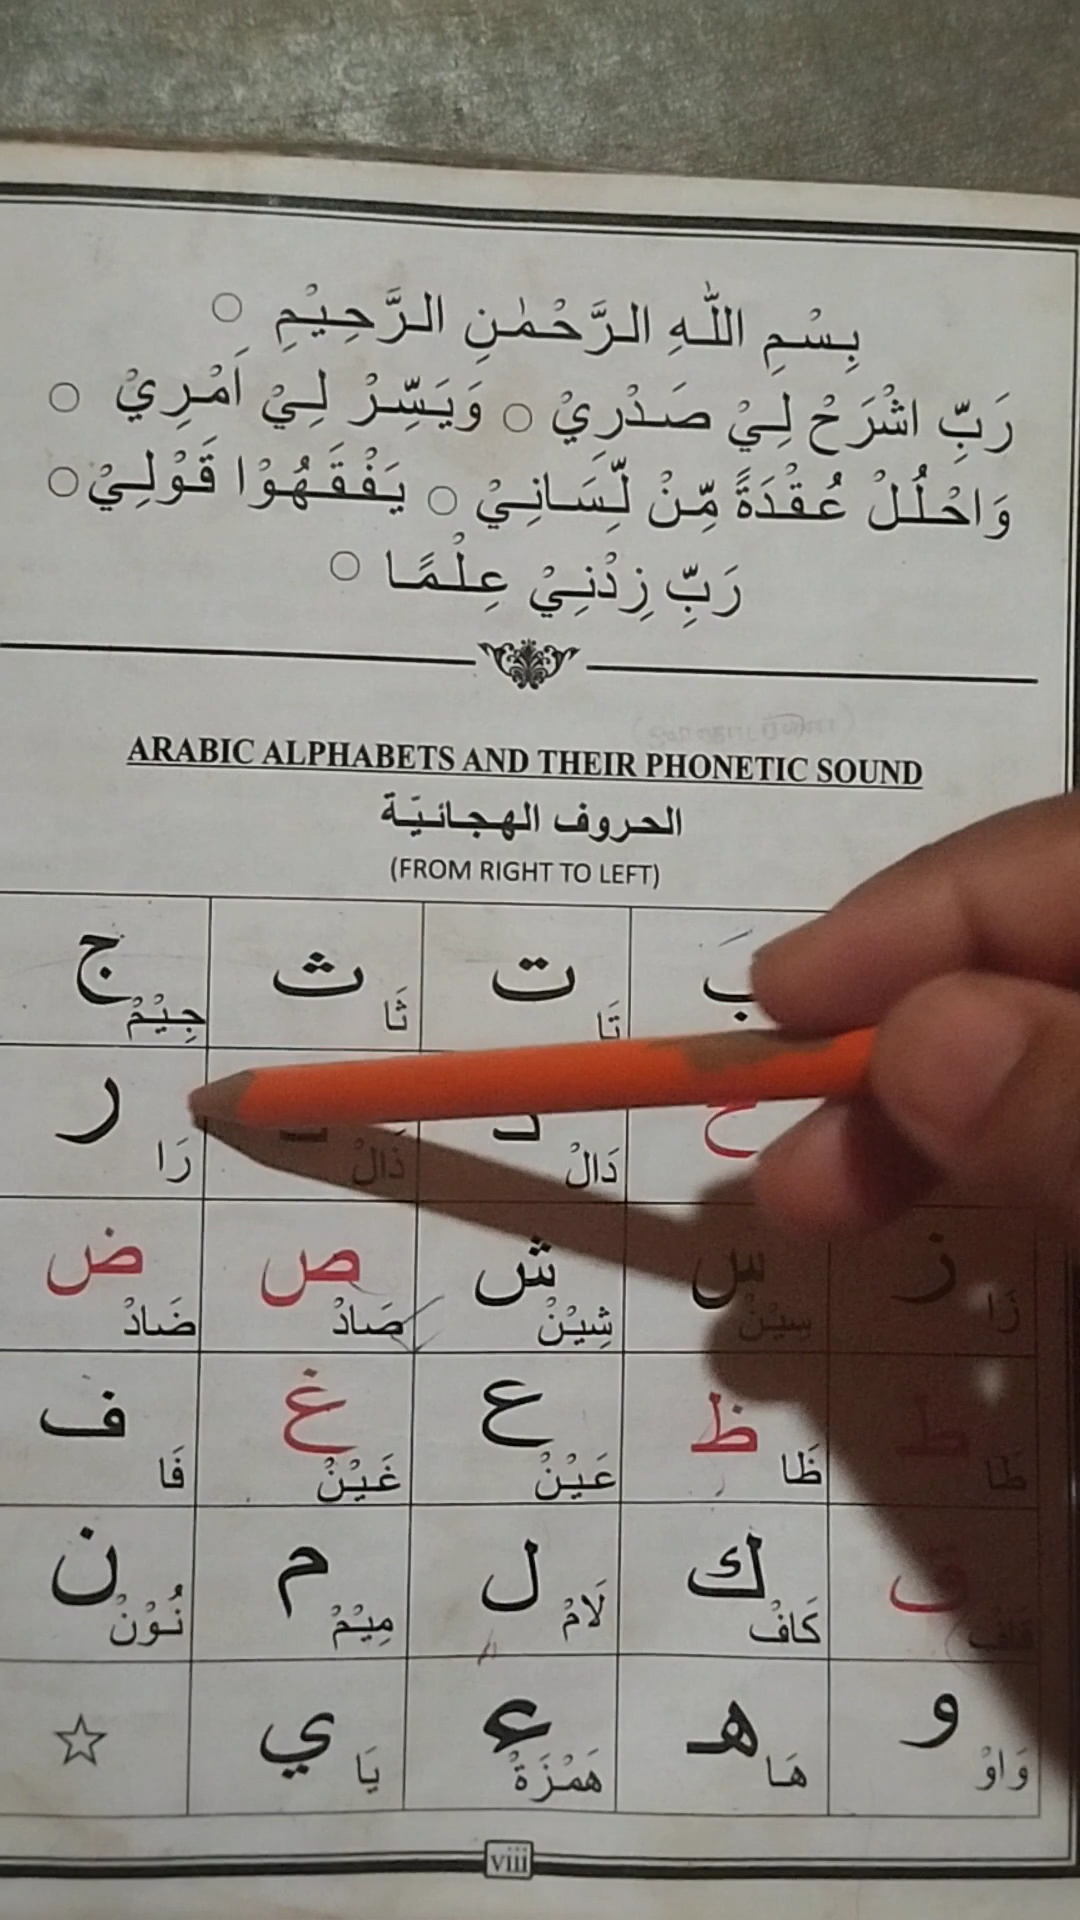 بِسْمِ اللّٰهِ الرَّحْمٰنِ الرَّحِيْمِ ○
رَبِّ اشْرَحْ لِيْ صَدْرِيْ ○ وَيَسِّرْ لِيْ اَمْرِيْ ○
وَاحْلُلْ عُقْدَةً مِّنْ لِّسَانِيْ ○ يَفْقَهُوْا قَوْلِيْ ○
رَبِّ زِدْنِيْ عِلْمًا ○
ARABIC ALPHABETS AND THEIR PHONETIC SOUND
الحروف الهجائيّة
(FROM RIGHT TO LEFT)
ت تَا ث ثَا ج جِيْمْ
دَالْ ذَالْ ر رَا
ز زَا س سِيْنْ ش شِيْنْ ص صَادْ ض ضَادْ
ط طَا ظ ظَا ع عَيْنْ غ غَيْنْ ف فَا
ق ك كَافْ ل لَامْ م مِيْمْ ن نُوْنْ
و وَاوْ هـ هَا ء هَمْزَةْ ي يَا ☆
viii